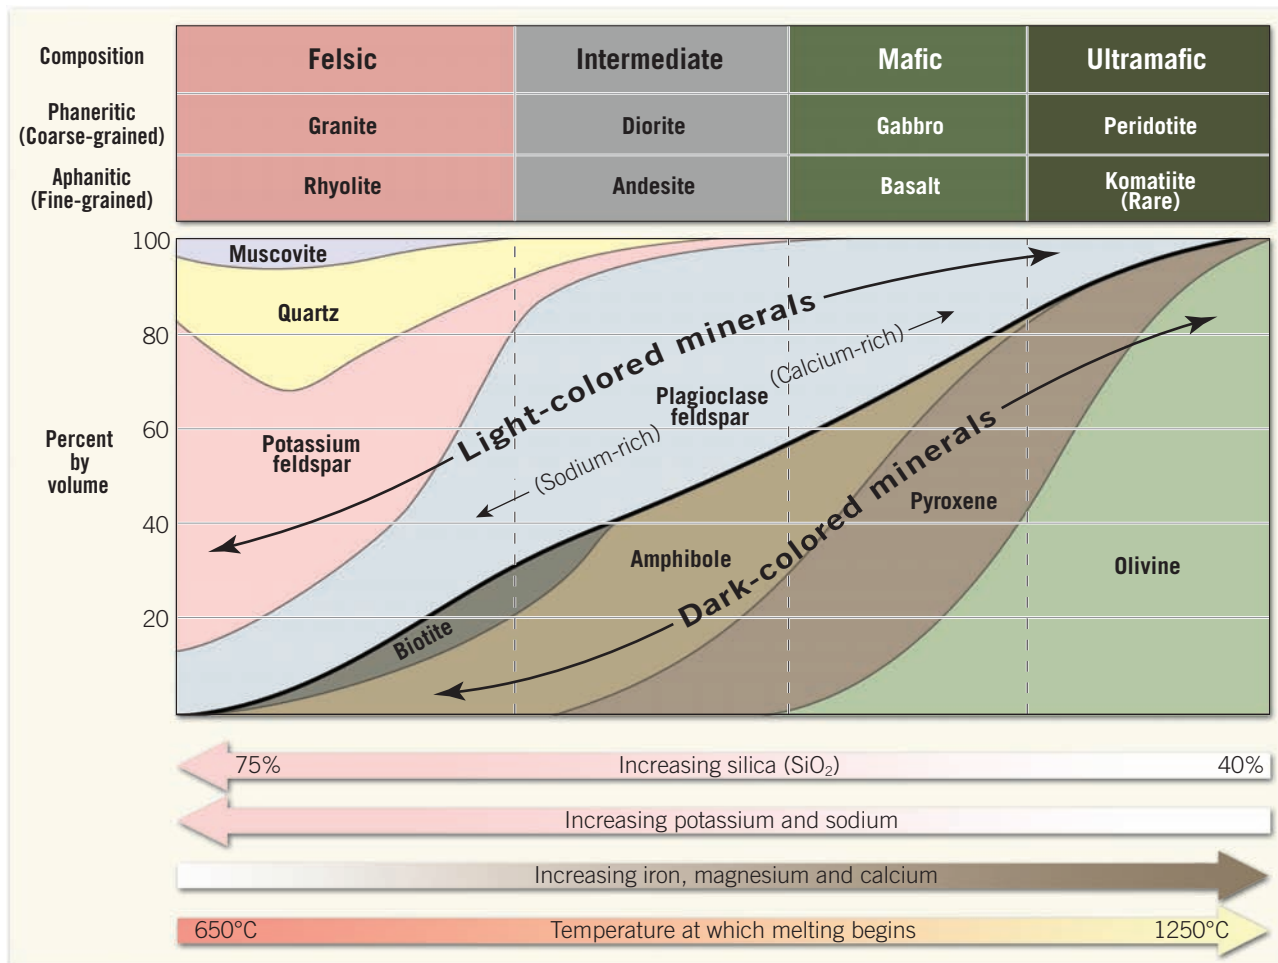 Composition
Felsic
Intermediate
Mafic
Ultramafic
Phaneritic
(Coarse-grained)
Granite
Diorite
Gabbro
Peridotite
Aphanitic
(Fine-grained)
Rhyolite
Andesite
Basalt
Komatiite
(Rare)
Percent
by
volume
100
80
60
40
20
Muscovite
Quartz
Potassium
feldspar
Light-colored minerals
(Calcium-rich)
Plagioclase
feldspar
(Sodium-rich)
Dark-colored minerals
Pyroxene
Amphibole
Olivine
Biotite
75%
Increasing silica (SiO₂)
40%
Increasing potassium and sodium
Increasing iron, magnesium and calcium
650°C
Temperature at which melting begins
1250°C